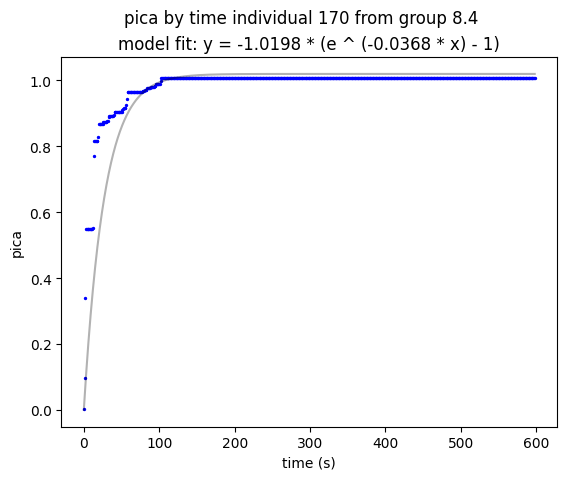 pica by time individual 170 from group 8.4
model fit: y = -1.0198 * (e ^ (-0.0368 * x) - 1)
1.0
0.8
0.6
0.4
0.2
0.0
pica
0 100 200 300 400 500 600
time (s)